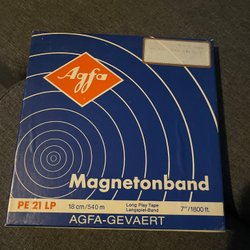 Agfa
Magnetonband
PE 21 LP
18 cm/540 m
Long Play Tape
Langspiel-Band
7"/1800 ft.
AGFA-GEVAERT